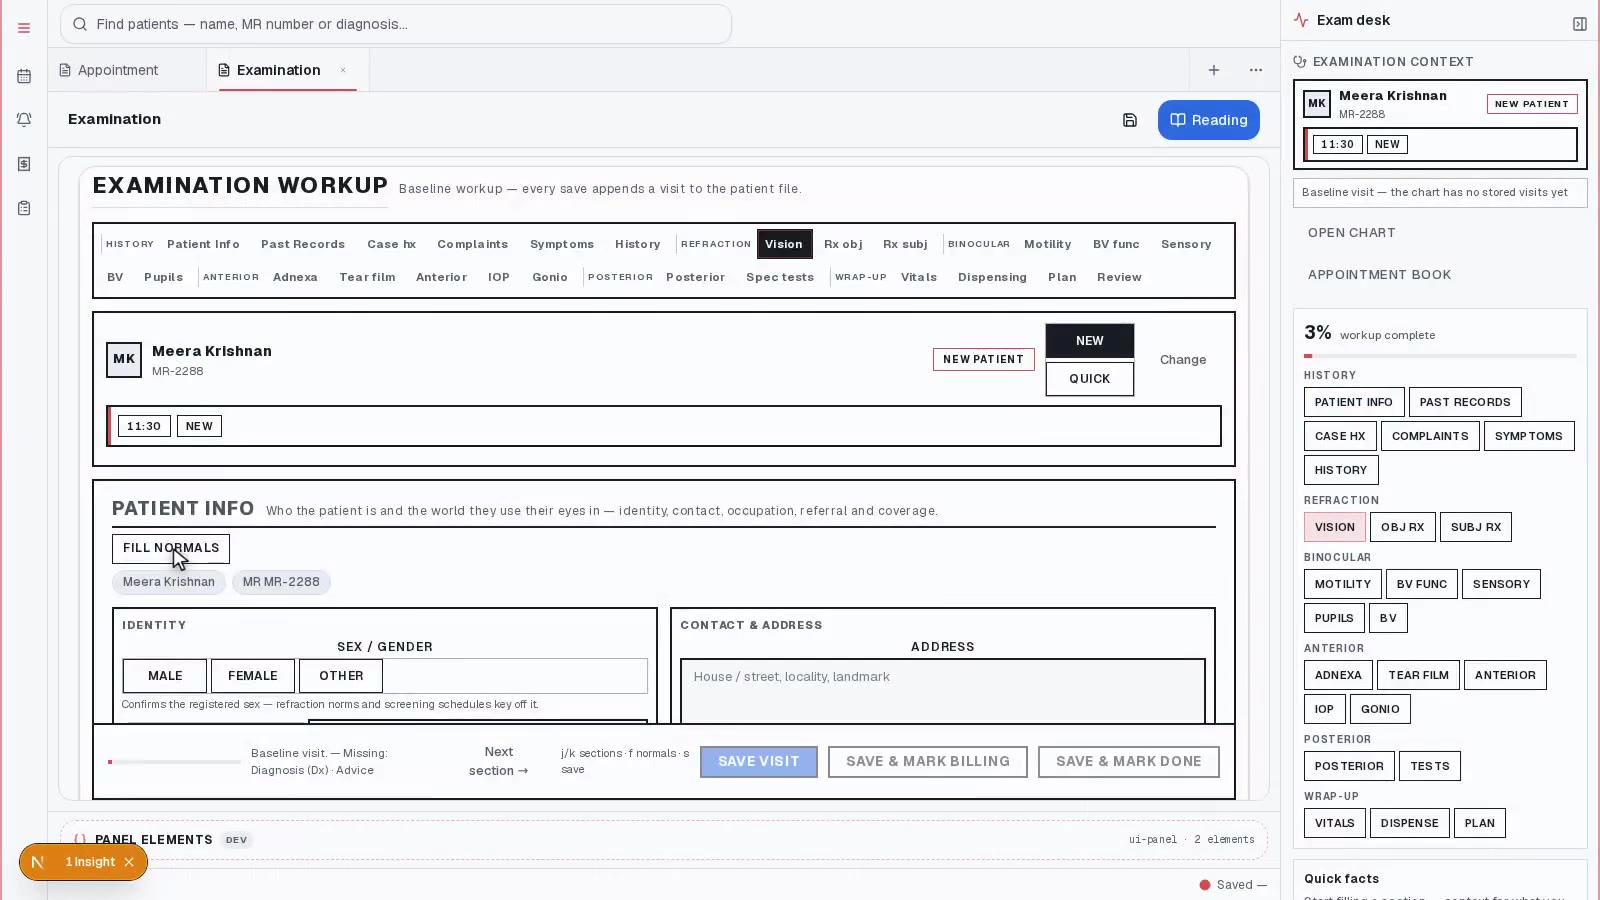 Find patients — name, MR number or diagnosis...
Appointment
Examination ×
Examination
Reading
EXAMINATION WORKUP Baseline workup — every save appends a visit to the patient file.
HISTORY Patient Info Past Records Case hx Complaints Symptoms History REFRACTION Vision Rx obj Rx subj BINOCULAR Motility BV func Sensory
BV Pupils ANTERIOR Adnexa Tear film Anterior IOP Gonio POSTERIOR Posterior Spec tests WRAP-UP Vitals Dispensing Plan Review
MK
Meera Krishnan
MR-2288
NEW PATIENT
NEW
QUICK
Change
11:30 NEW
PATIENT INFO Who the patient is and the world they use their eyes in — identity, contact, occupation, referral and coverage.
FILL NORMALS
Meera Krishnan MR MR-2288
IDENTITY
SEX / GENDER
MALE FEMALE OTHER
Confirms the registered sex — refraction norms and screening schedules key off it.
CONTACT & ADDRESS
ADDRESS
House / street, locality, landmark
Baseline visit. — Missing:
Diagnosis (Dx) · Advice
Next
section →
j/k sections · f normals · s
save
SAVE VISIT
SAVE & MARK BILLING
SAVE & MARK DONE
PANEL ELEMENTS DEV
ui-panel · 2 elements
N 1 Insight ×
Saved —
Exam desk
EXAMINATION CONTEXT
MK
Meera Krishnan
MR-2288
NEW PATIENT
11:30 NEW
Baseline visit — the chart has no stored visits yet
OPEN CHART
APPOINTMENT BOOK
3% workup complete
HISTORY
PATIENT INFO PAST RECORDS
CASE HX COMPLAINTS SYMPTOMS
HISTORY
REFRACTION
VISION OBJ RX SUBJ RX
BINOCULAR
MOTILITY BV FUNC SENSORY
PUPILS BV
ANTERIOR
ADNEXA TEAR FILM ANTERIOR
IOP GONIO
POSTERIOR
POSTERIOR TESTS
WRAP-UP
VITALS DISPENSE PLAN
Quick facts